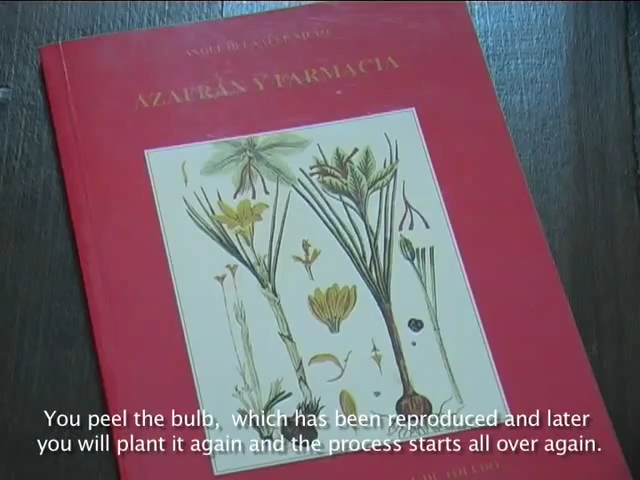 AZAFRÁN Y FARMACIA
You peel the bulb, which has been reproduced and later
you will plant it again and the process starts all over again.